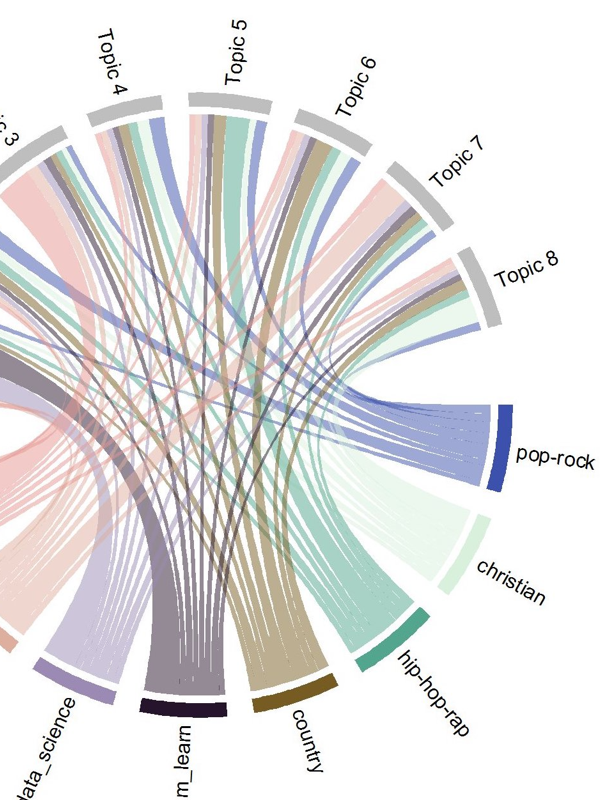 c 3
Topic 4
Topic 5
Topic 6
Topic 7
Topic 8
pop-rock
christian
hip-hop-rap
country
m_learn
data_science